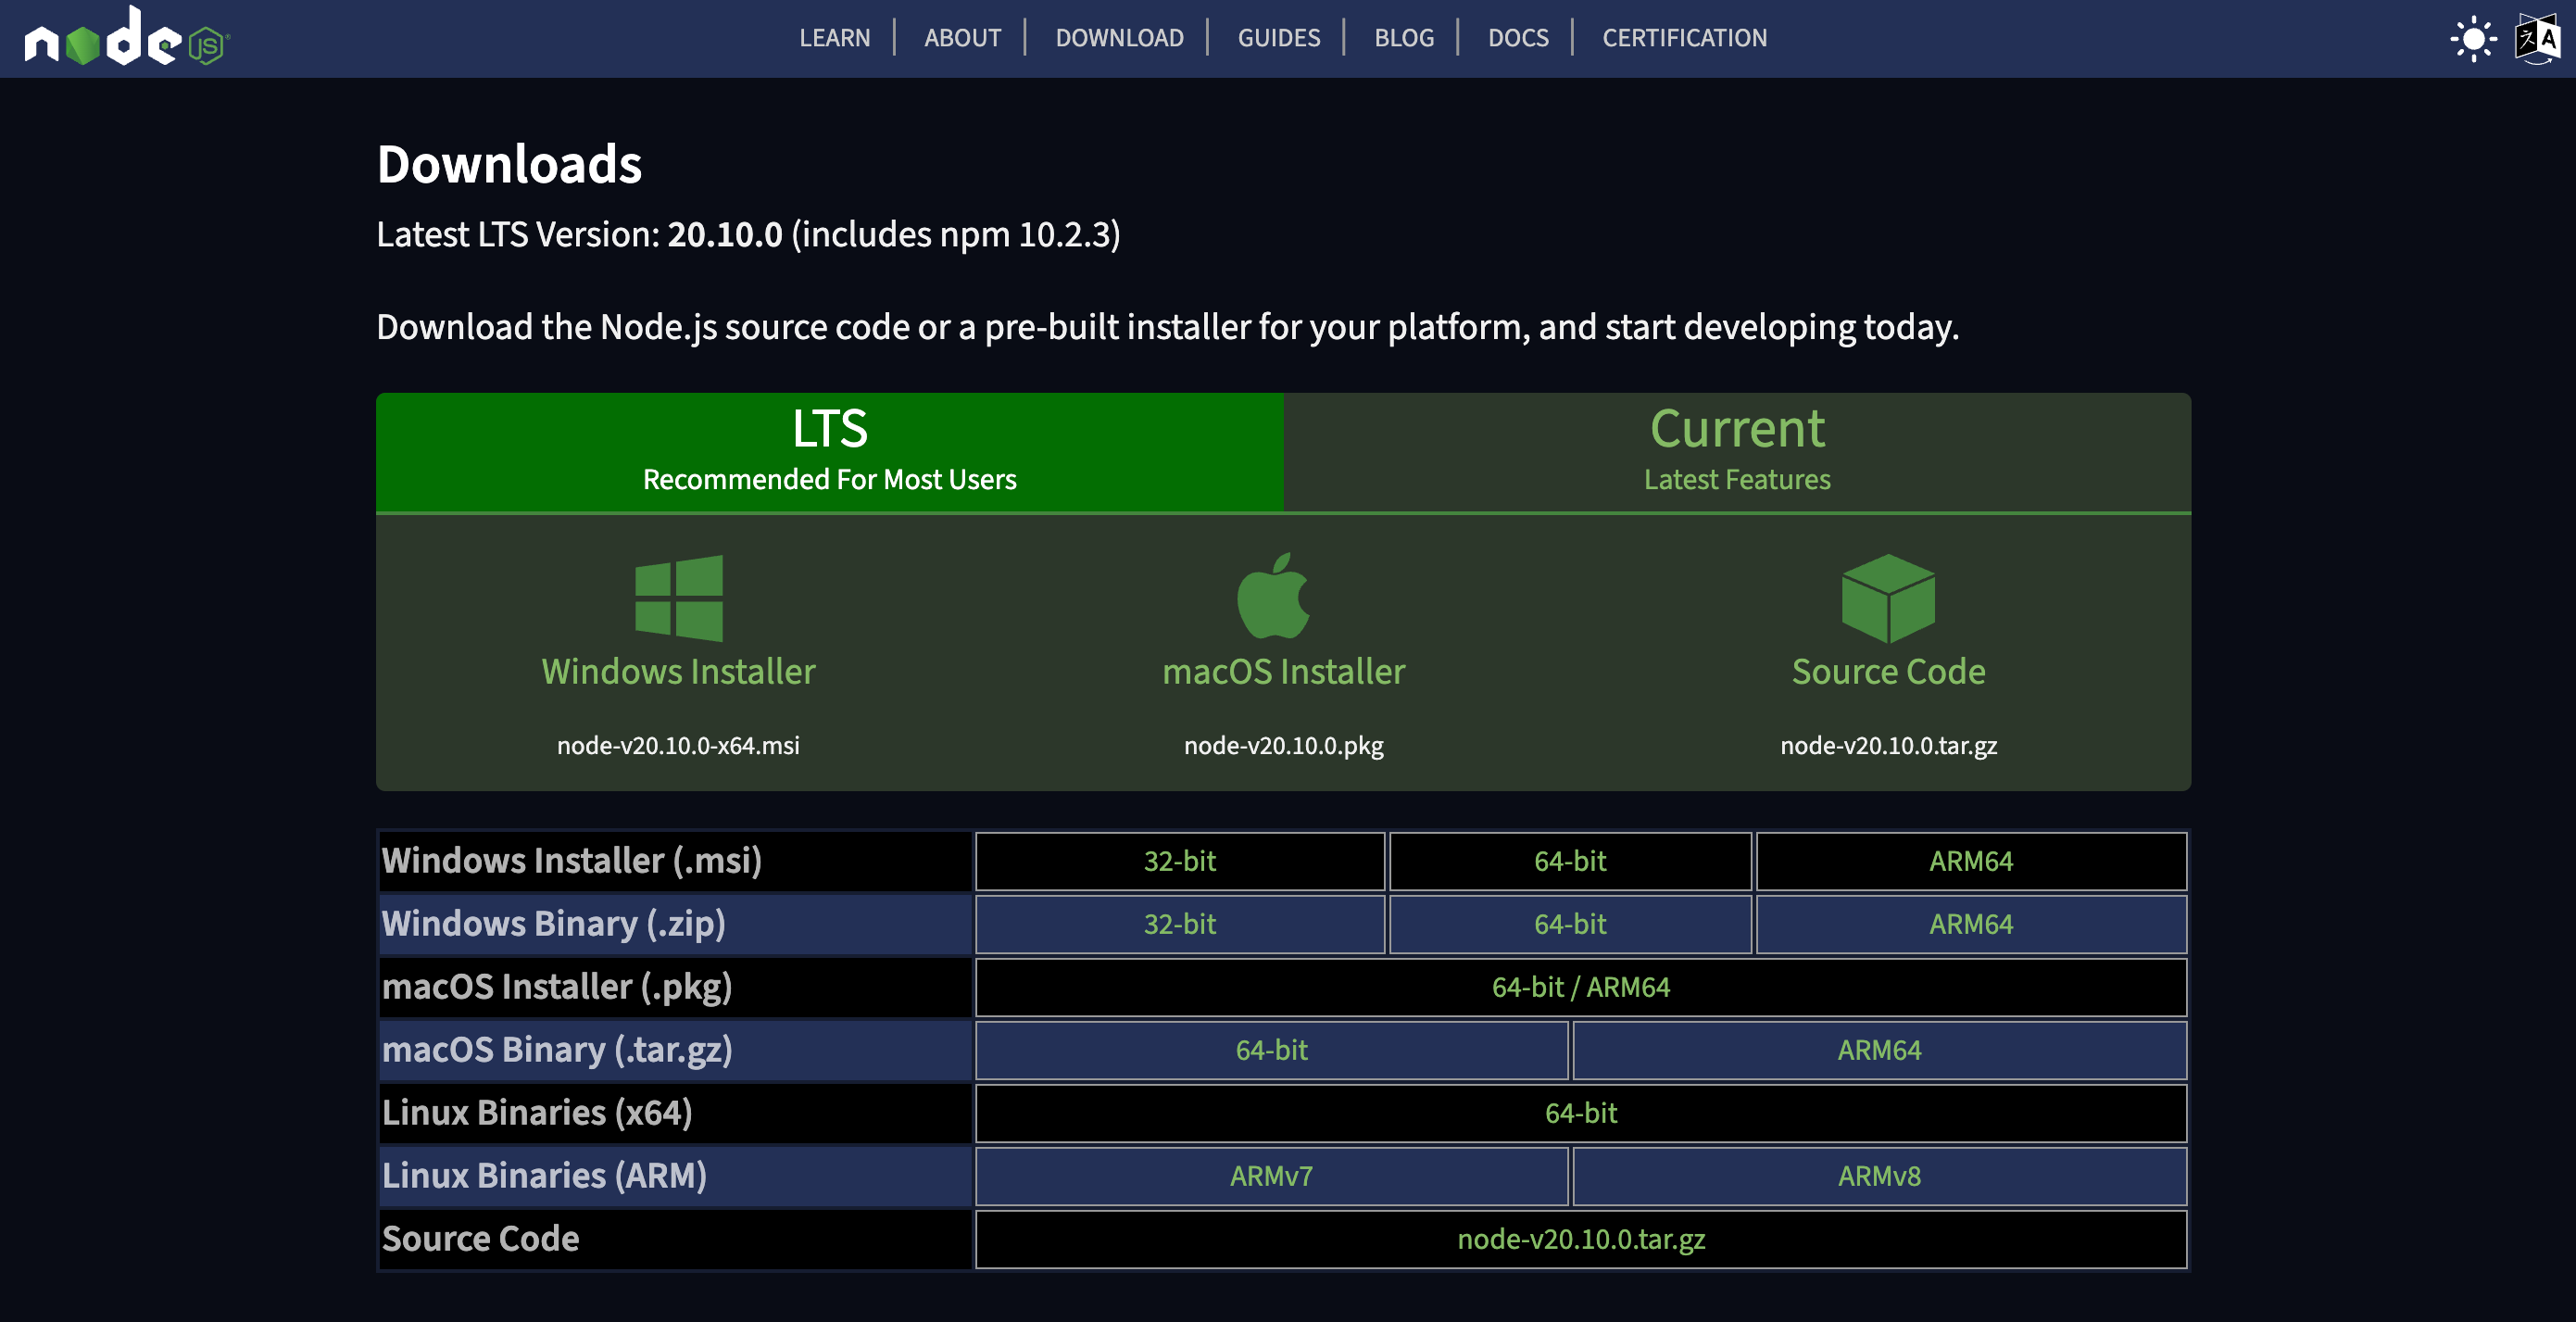 node JS
LEARN ABOUT DOWNLOAD GUIDES BLOG DOCS CERTIFICATION
Downloads
Latest LTS Version: 20.10.0 (includes npm 10.2.3)
Download the Node.js source code or a pre-built installer for your platform, and start developing today.
LTS
Recommended For Most Users
Current
Latest Features
Windows Installer
node-v20.10.0-x64.msi
macOS Installer
node-v20.10.0.pkg
Source Code
node-v20.10.0.tar.gz
Windows Installer (.msi) 32-bit 64-bit ARM64
Windows Binary (.zip) 32-bit 64-bit ARM64
macOS Installer (.pkg) 64-bit / ARM64
macOS Binary (.tar.gz) 64-bit ARM64
Linux Binaries (x64) 64-bit
Linux Binaries (ARM) ARMv7 ARMv8
Source Code node-v20.10.0.tar.gz